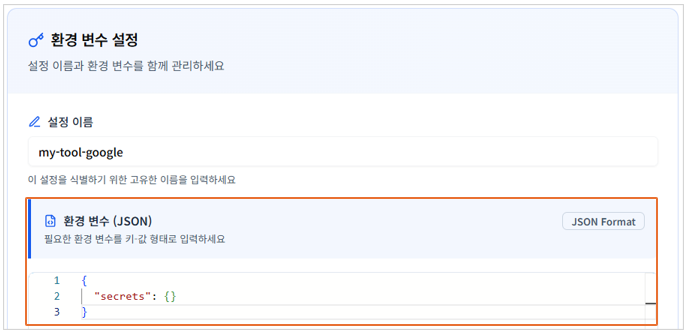 환경 변수 설정
설정 이름과 환경 변수를 함께 관리하세요
설정 이름
my-tool-google
이 설정을 식별하기 위한 고유한 이름을 입력하세요
환경 변수 (JSON)
JSON Format
필요한 환경 변수를 키-값 형태로 입력하세요
1 {
2 "secrets": {}
3 }